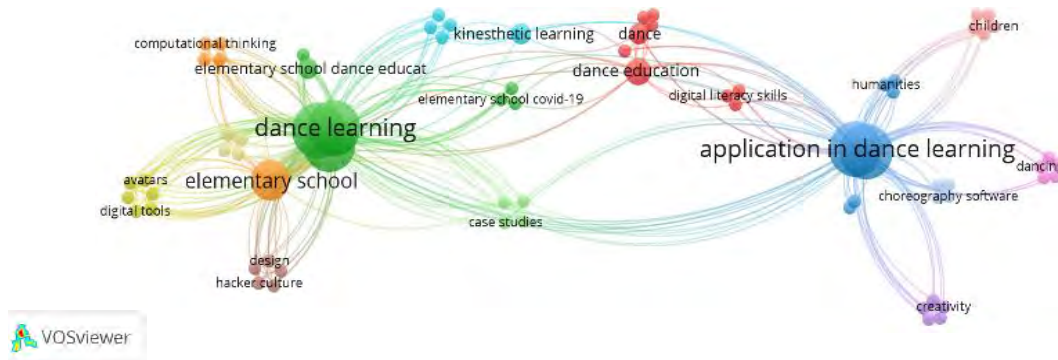 children
computational thinking
kinesthetic learning
dance
elementary school dance educat
dance education
humanities
elementary school covid-19
digital literacy skills
dance learning
application in dance learning
dancing
elementary school
avatars
choreography software
digital tools
case studies
design
hacker culture
creativity
VOSviewer